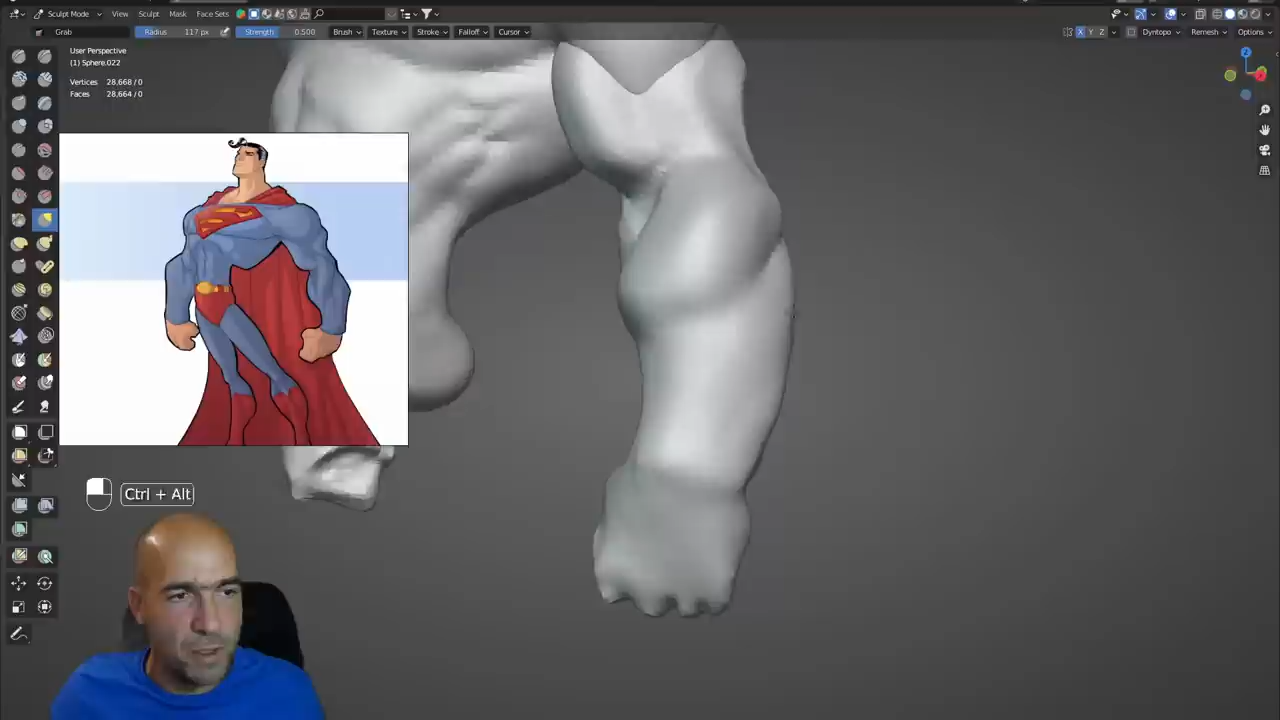 Sculpt Mode View Sculpt Mask Face Sets
Grab Radius 117 px Strength 0.500 Brush Texture Stroke Falloff Cursor X Y Z Dyntopo Remesh Options
User Perspective
(1) Sphere.022
Vertices 28,668 / 0
Faces 28,664 / 0
Z
Ctrl + Alt